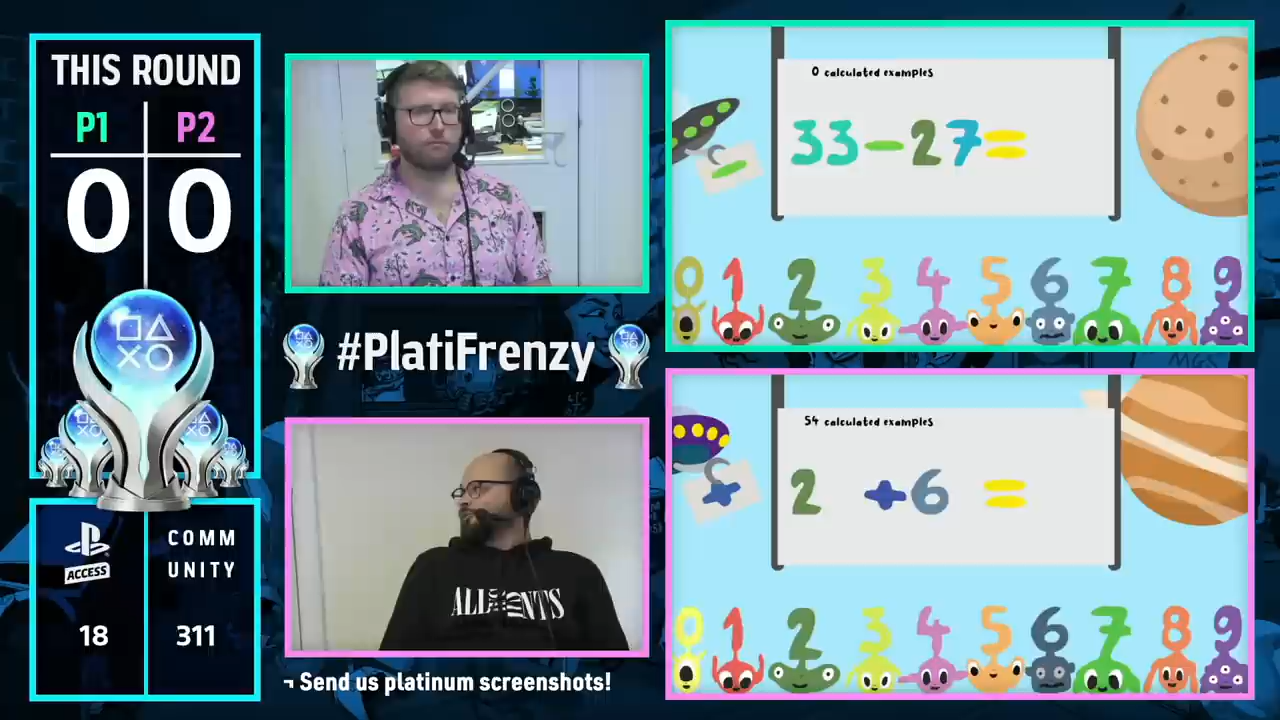 THIS ROUND
P1 P2
0 0
ACCESS
18
COMM
UNITY
311
#PlatiFrenzy
ALL NTS
¬ Send us platinum screenshots!
0 calculated examples
33-27=
0 1 2 3 4 5 6 7 8 9
54 calculated examples
2 +6 =
0 1 2 3 4 5 6 7 8 9